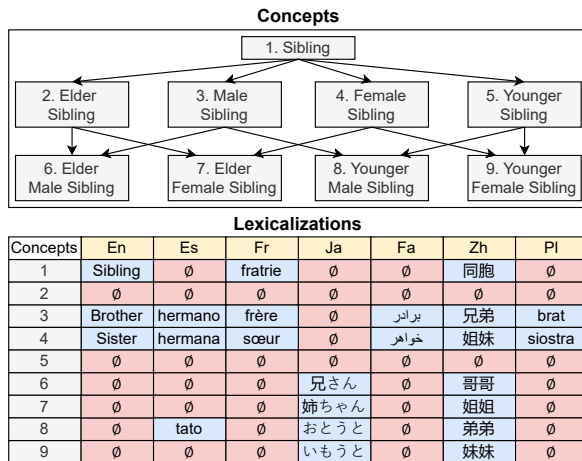 Concepts
1. Sibling
2. Elder Sibling
3. Male Sibling
4. Female Sibling
5. Younger Sibling
6. Elder Male Sibling
7. Elder Female Sibling
8. Younger Male Sibling
9. Younger Female Sibling
Lexicalizations
Concepts En Es Fr Ja Fa Zh Pl
1 Sibling ∅ fratrie ∅ ∅ 同胞 ∅
2 ∅ ∅ ∅ ∅ ∅ ∅ ∅
3 Brother hermano frère ∅ برادر 兄弟 brat
4 Sister hermana sœur ∅ خواهر 姐妹 siostra
5 ∅ ∅ ∅ ∅ ∅ ∅ ∅
6 ∅ ∅ ∅ 兄さん ∅ 哥哥 ∅
7 ∅ ∅ ∅ 姉ちゃん ∅ 姐姐 ∅
8 ∅ tato ∅ おとうと ∅ 弟弟 ∅
9 ∅ ∅ ∅ いもうと ∅ 妹妹 ∅